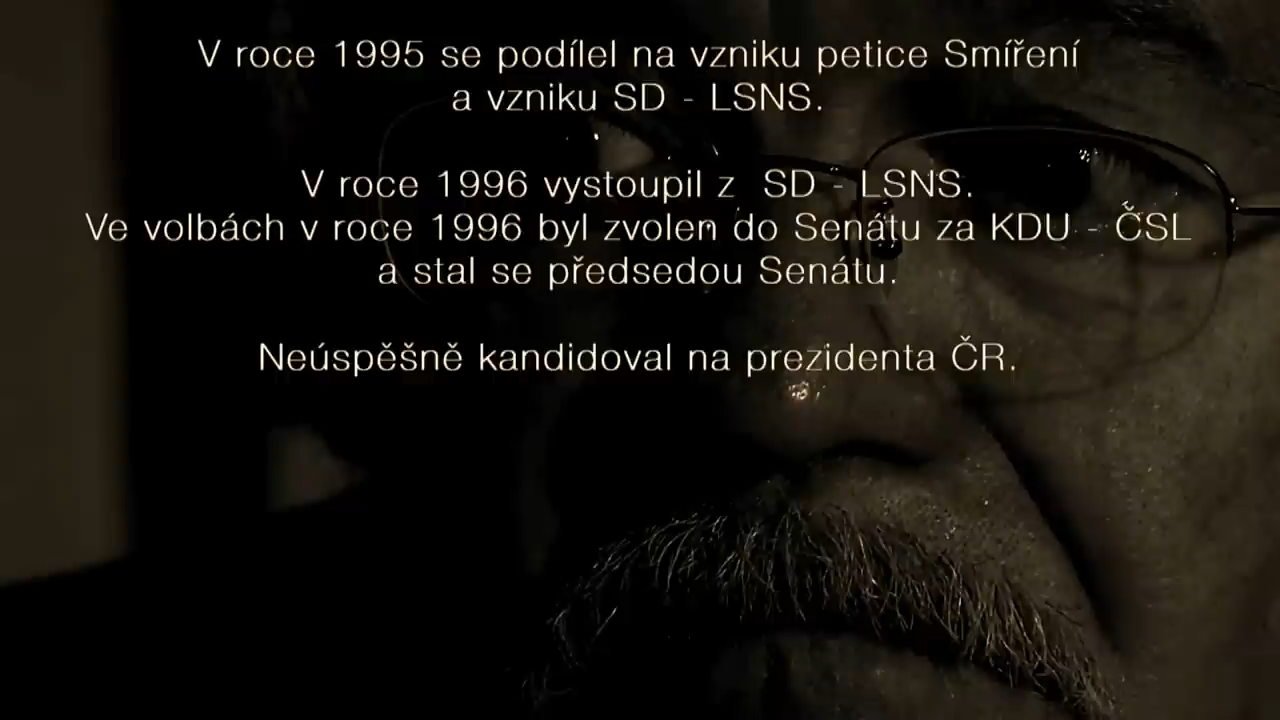 V roce 1995 se podílel na vzniku petice Smíření
a vzniku SD - LSNS.
V roce 1996 vystoupil z SD - LSNS.
Ve volbách v roce 1996 byl zvolen do Senátu za KDU - ČSL
a stal se předsedou Senátu.
Neúspěšně kandidoval na prezidenta ČR.